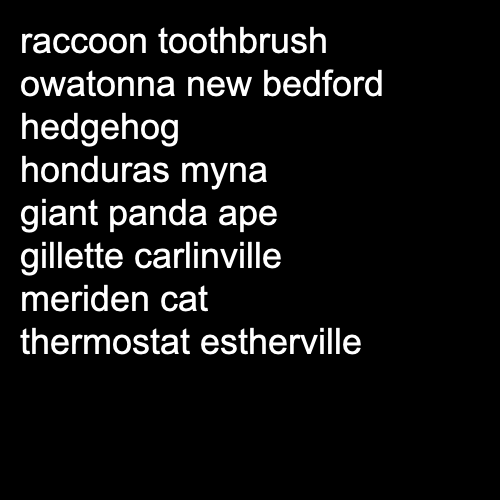 raccoon toothbrush
owatonna new bedford
hedgehog
honduras myna
giant panda ape
gillette carlinville
meriden cat
thermostat estherville